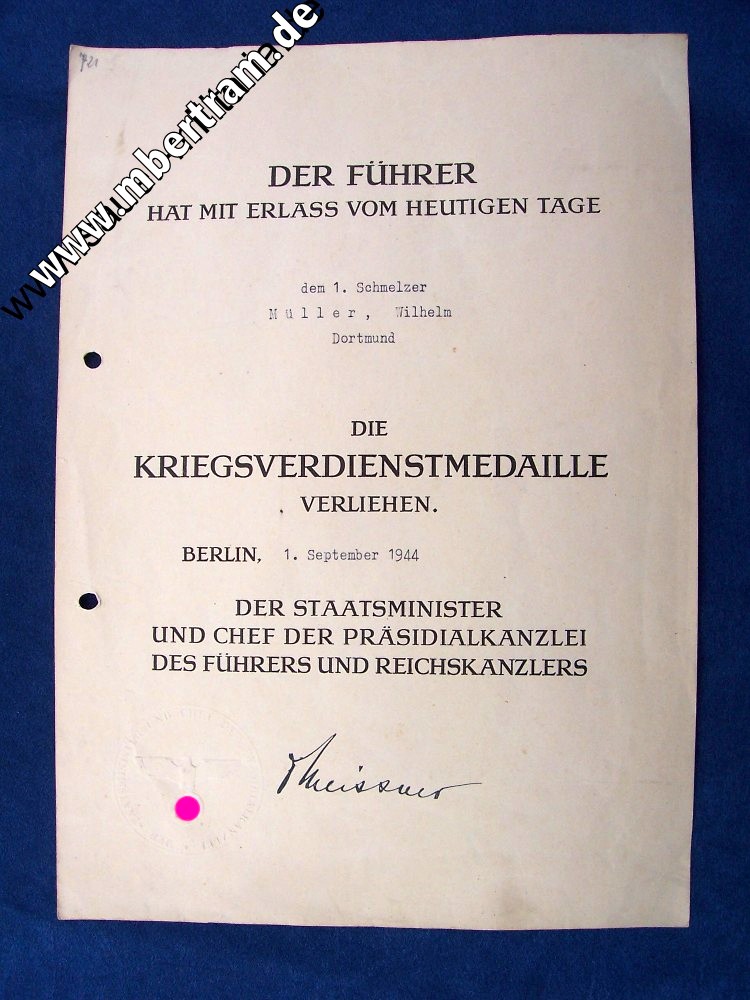 721
www.mbertram.de
DER FÜHRER
HAT MIT ERLASS VOM HEUTIGEN TAGE
dem 1. Schmelzer
Müller, Wilhelm
Dortmund
DIE
KRIEGSVERDIENSTMEDAILLE
VERLIEHEN.
BERLIN, 1. September 1944
DER STAATSMINISTER
UND CHEF DER PRÄSIDIALKANZLEI
DES FÜHRERS UND REICHSKANZLERS
Meissner